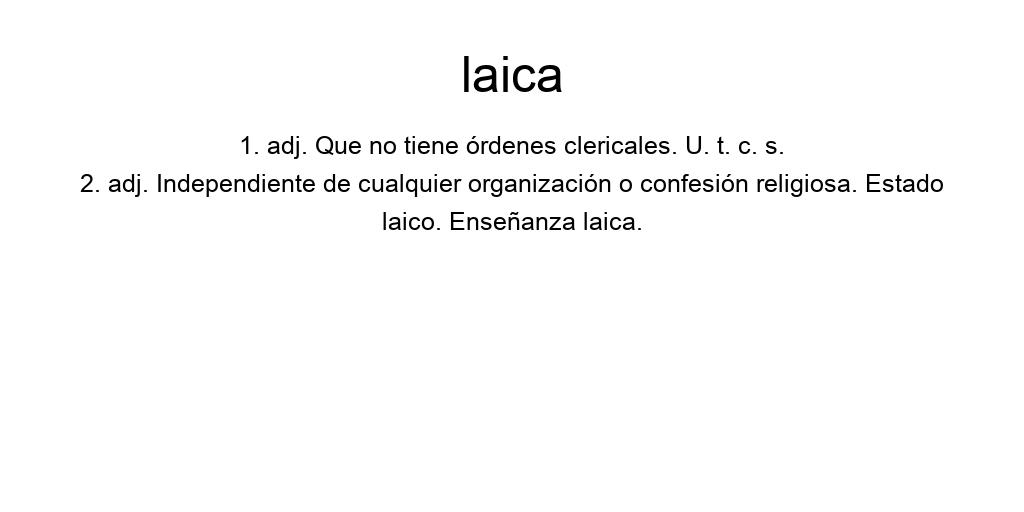 laica
1. adj. Que no tiene órdenes clericales. U. t. c. s.
2. adj. Independiente de cualquier organización o confesión religiosa. Estado
laico. Enseñanza laica.